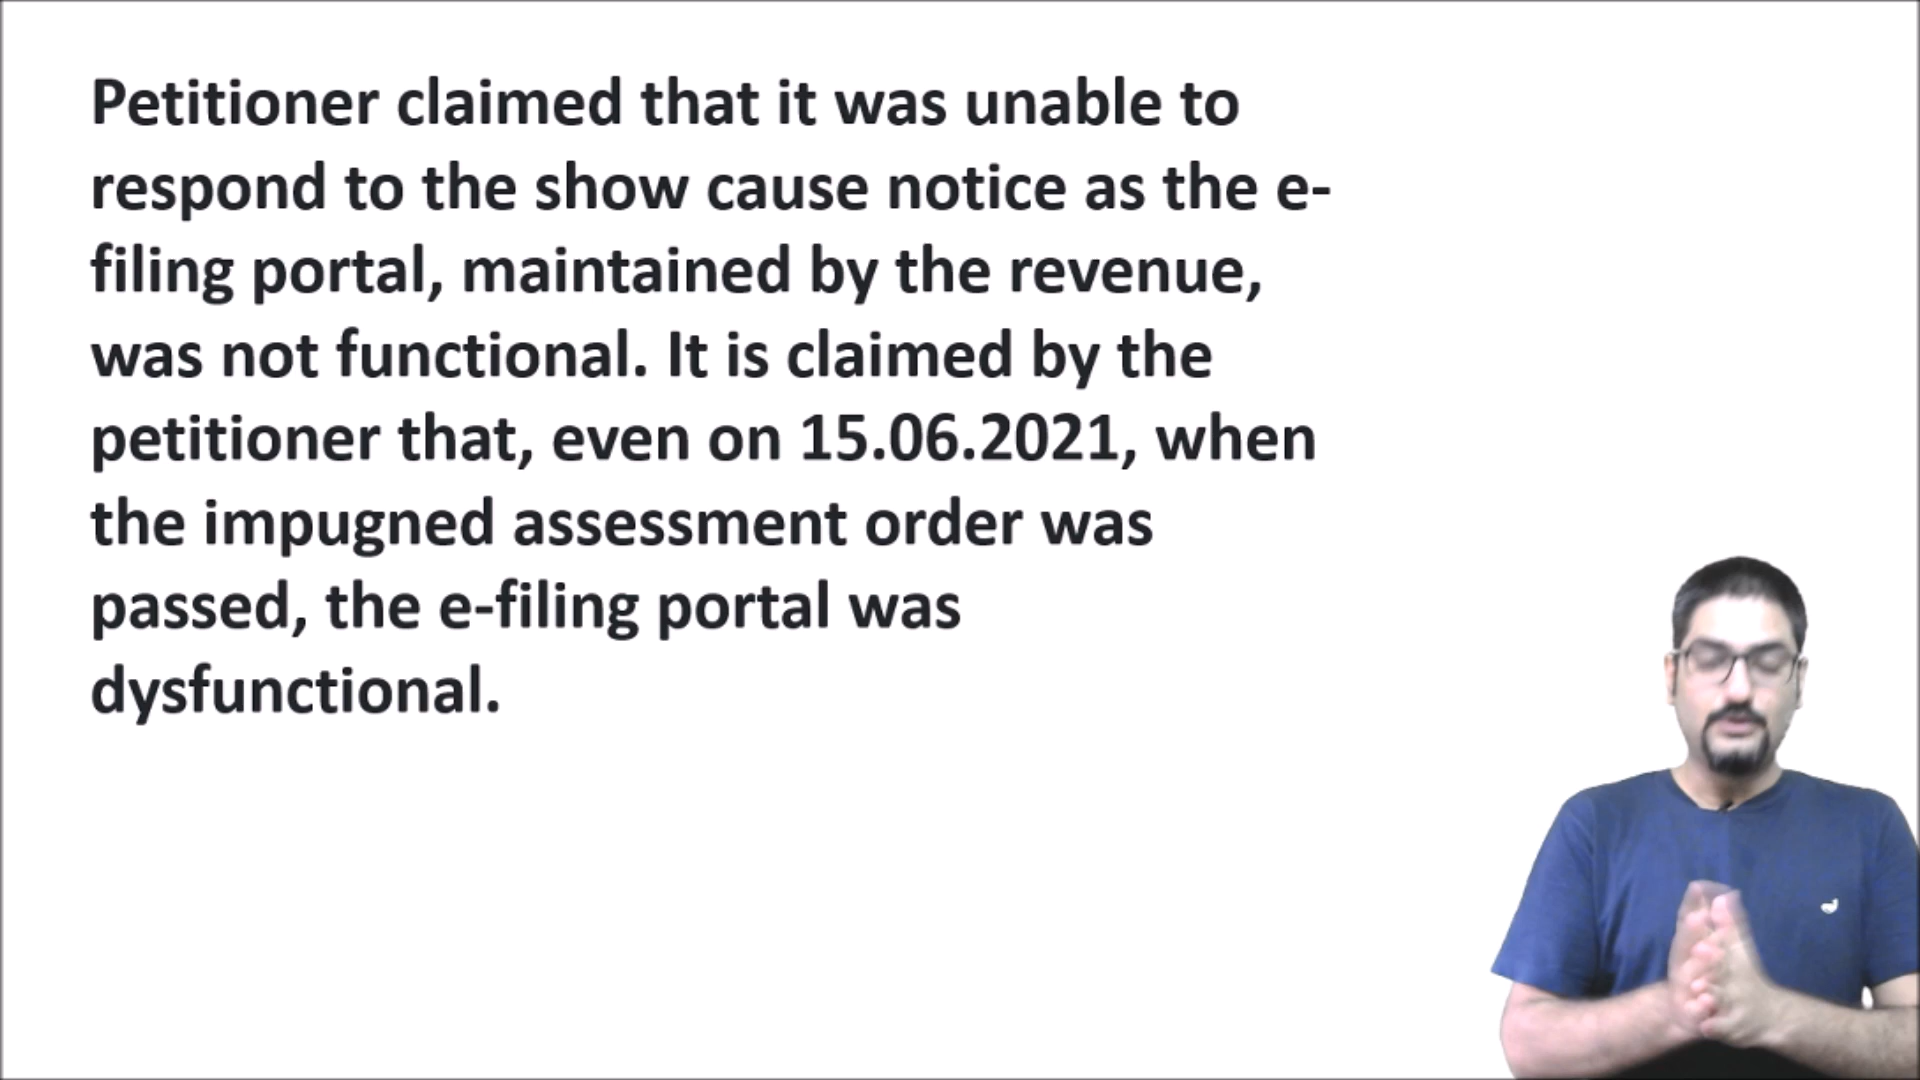 Petitioner claimed that it was unable to
respond to the show cause notice as the e-
filing portal, maintained by the revenue,
was not functional. It is claimed by the
petitioner that, even on 15.06.2021, when
the impugned assessment order was
passed, the e-filing portal was
dysfunctional.